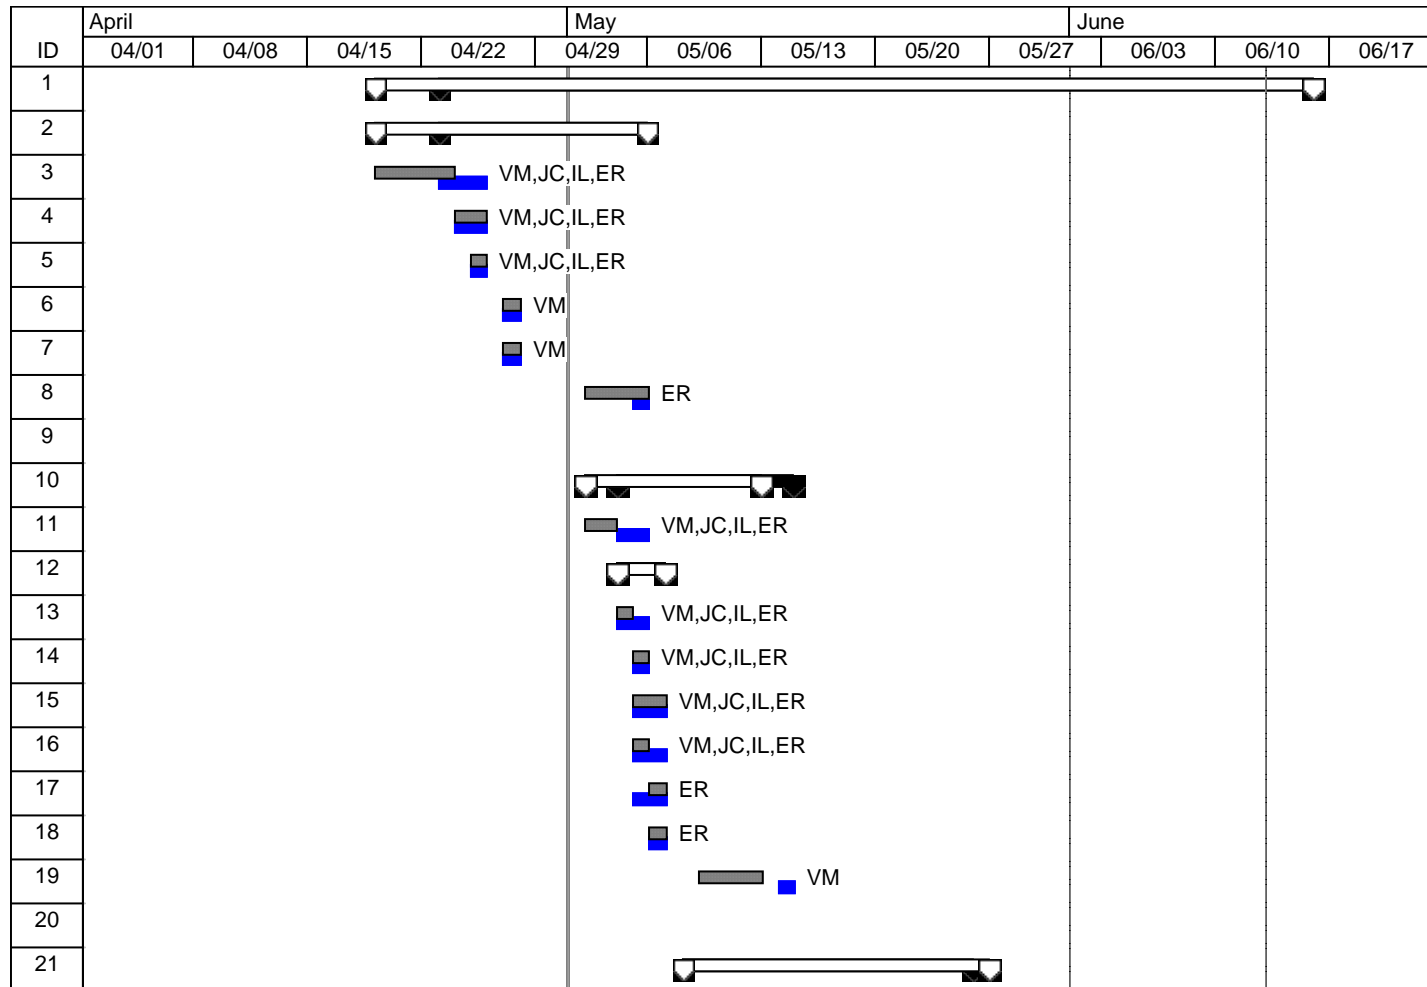 April May June
ID 04/01 04/08 04/15 04/22 04/29 05/06 05/13 05/20 05/27 06/03 06/10 06/17
1
2
3 VM,JC,IL,ER
4 VM,JC,IL,ER
5 VM,JC,IL,ER
6 VM
7 VM
8 ER
9
10
11 VM,JC,IL,ER
12
13 VM,JC,IL,ER
14 VM,JC,IL,ER
15 VM,JC,IL,ER
16 VM,JC,IL,ER
17 ER
18 ER
19 VM
20
21